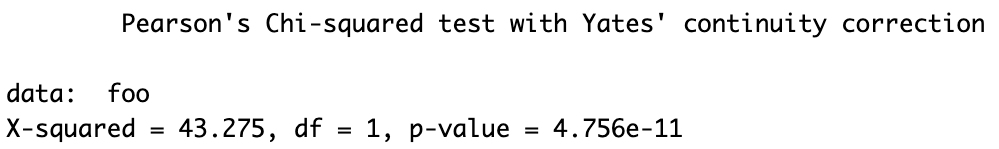 Pearson's Chi-squared test with Yates' continuity correction
data:  foo
X-squared = 43.275, df = 1, p-value = 4.756e-11